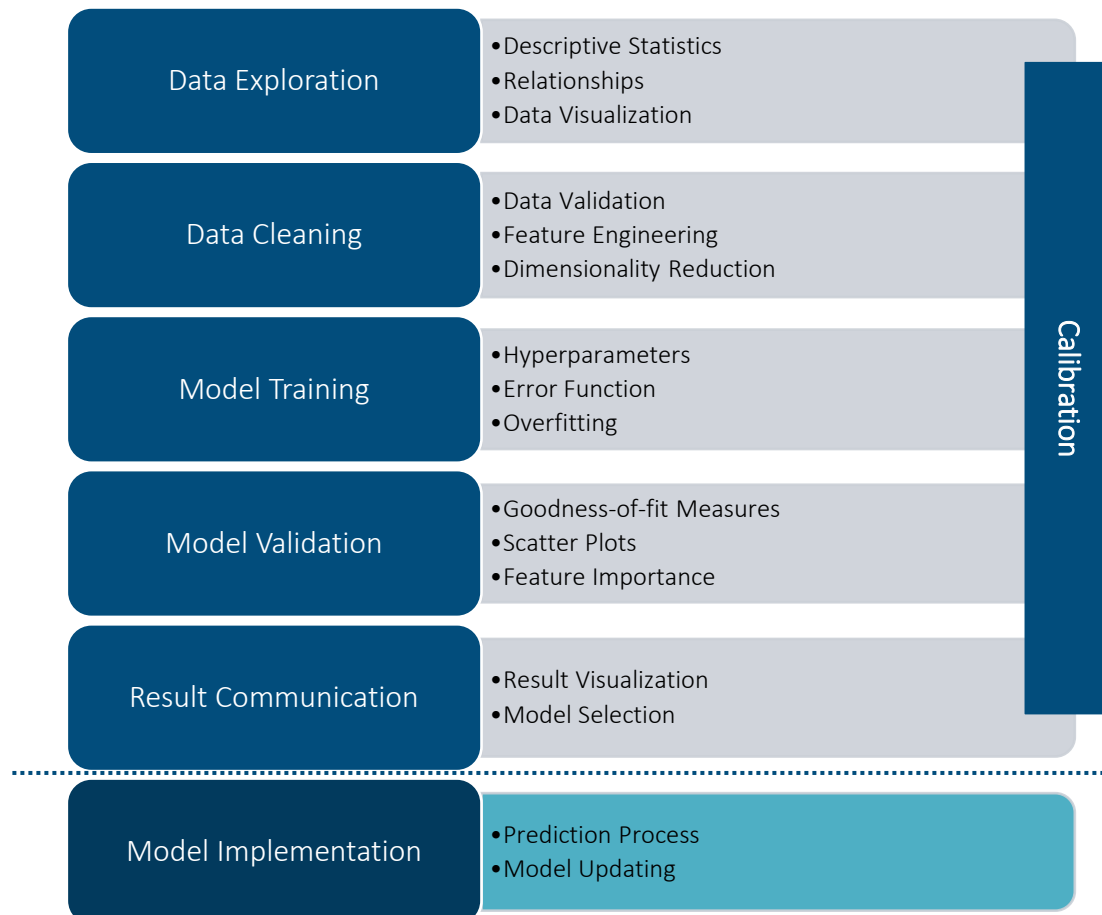 Data Exploration
•Descriptive Statistics
•Relationships
•Data Visualization
Data Cleaning
•Data Validation
•Feature Engineering
•Dimensionality Reduction
Model Training
•Hyperparameters
•Error Function
•Overfitting
Model Validation
•Goodness-of-fit Measures
•Scatter Plots
•Feature Importance
Result Communication
•Result Visualization
•Model Selection
Calibration
Model Implementation
•Prediction Process
•Model Updating